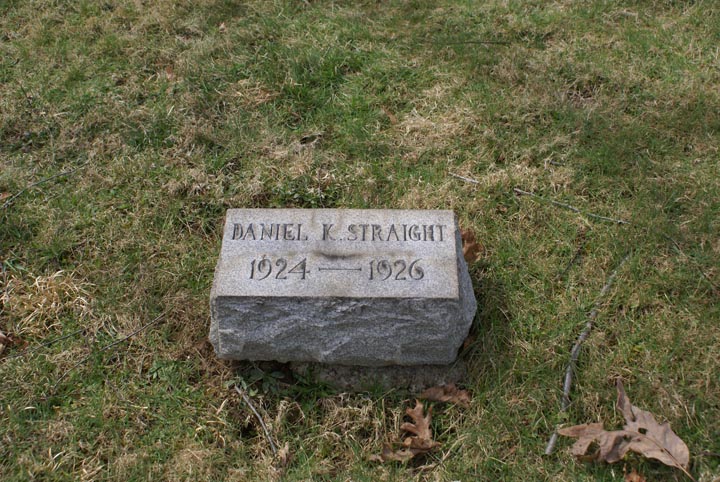 DANIEL K. STRAIGHT
1924 — 1926